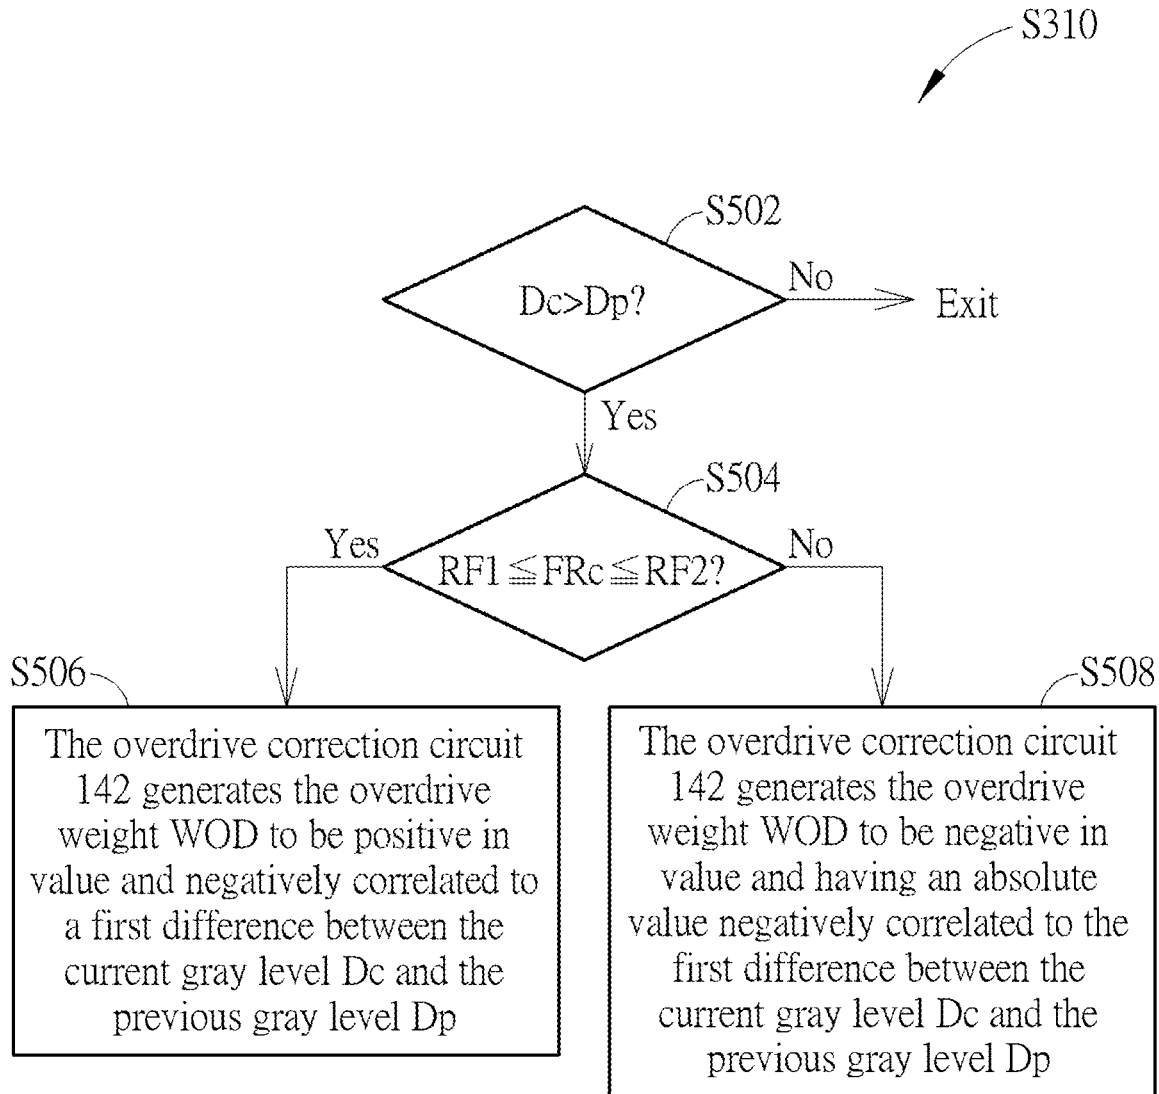 S310
S502
Dc>Dp?
No
Exit
Yes
S504
Yes
RF1≦FRc≦RF2?
No
S506
The overdrive correction circuit
142 generates the overdrive
weight WOD to be positive in
value and negatively correlated to
a first difference between the
current gray level Dc and the
previous gray level Dp
S508
The overdrive correction circuit
142 generates the overdrive
weight WOD to be negative in
value and having an absolute
value negatively correlated to the
first difference between the
current gray level Dc and the
previous gray level Dp